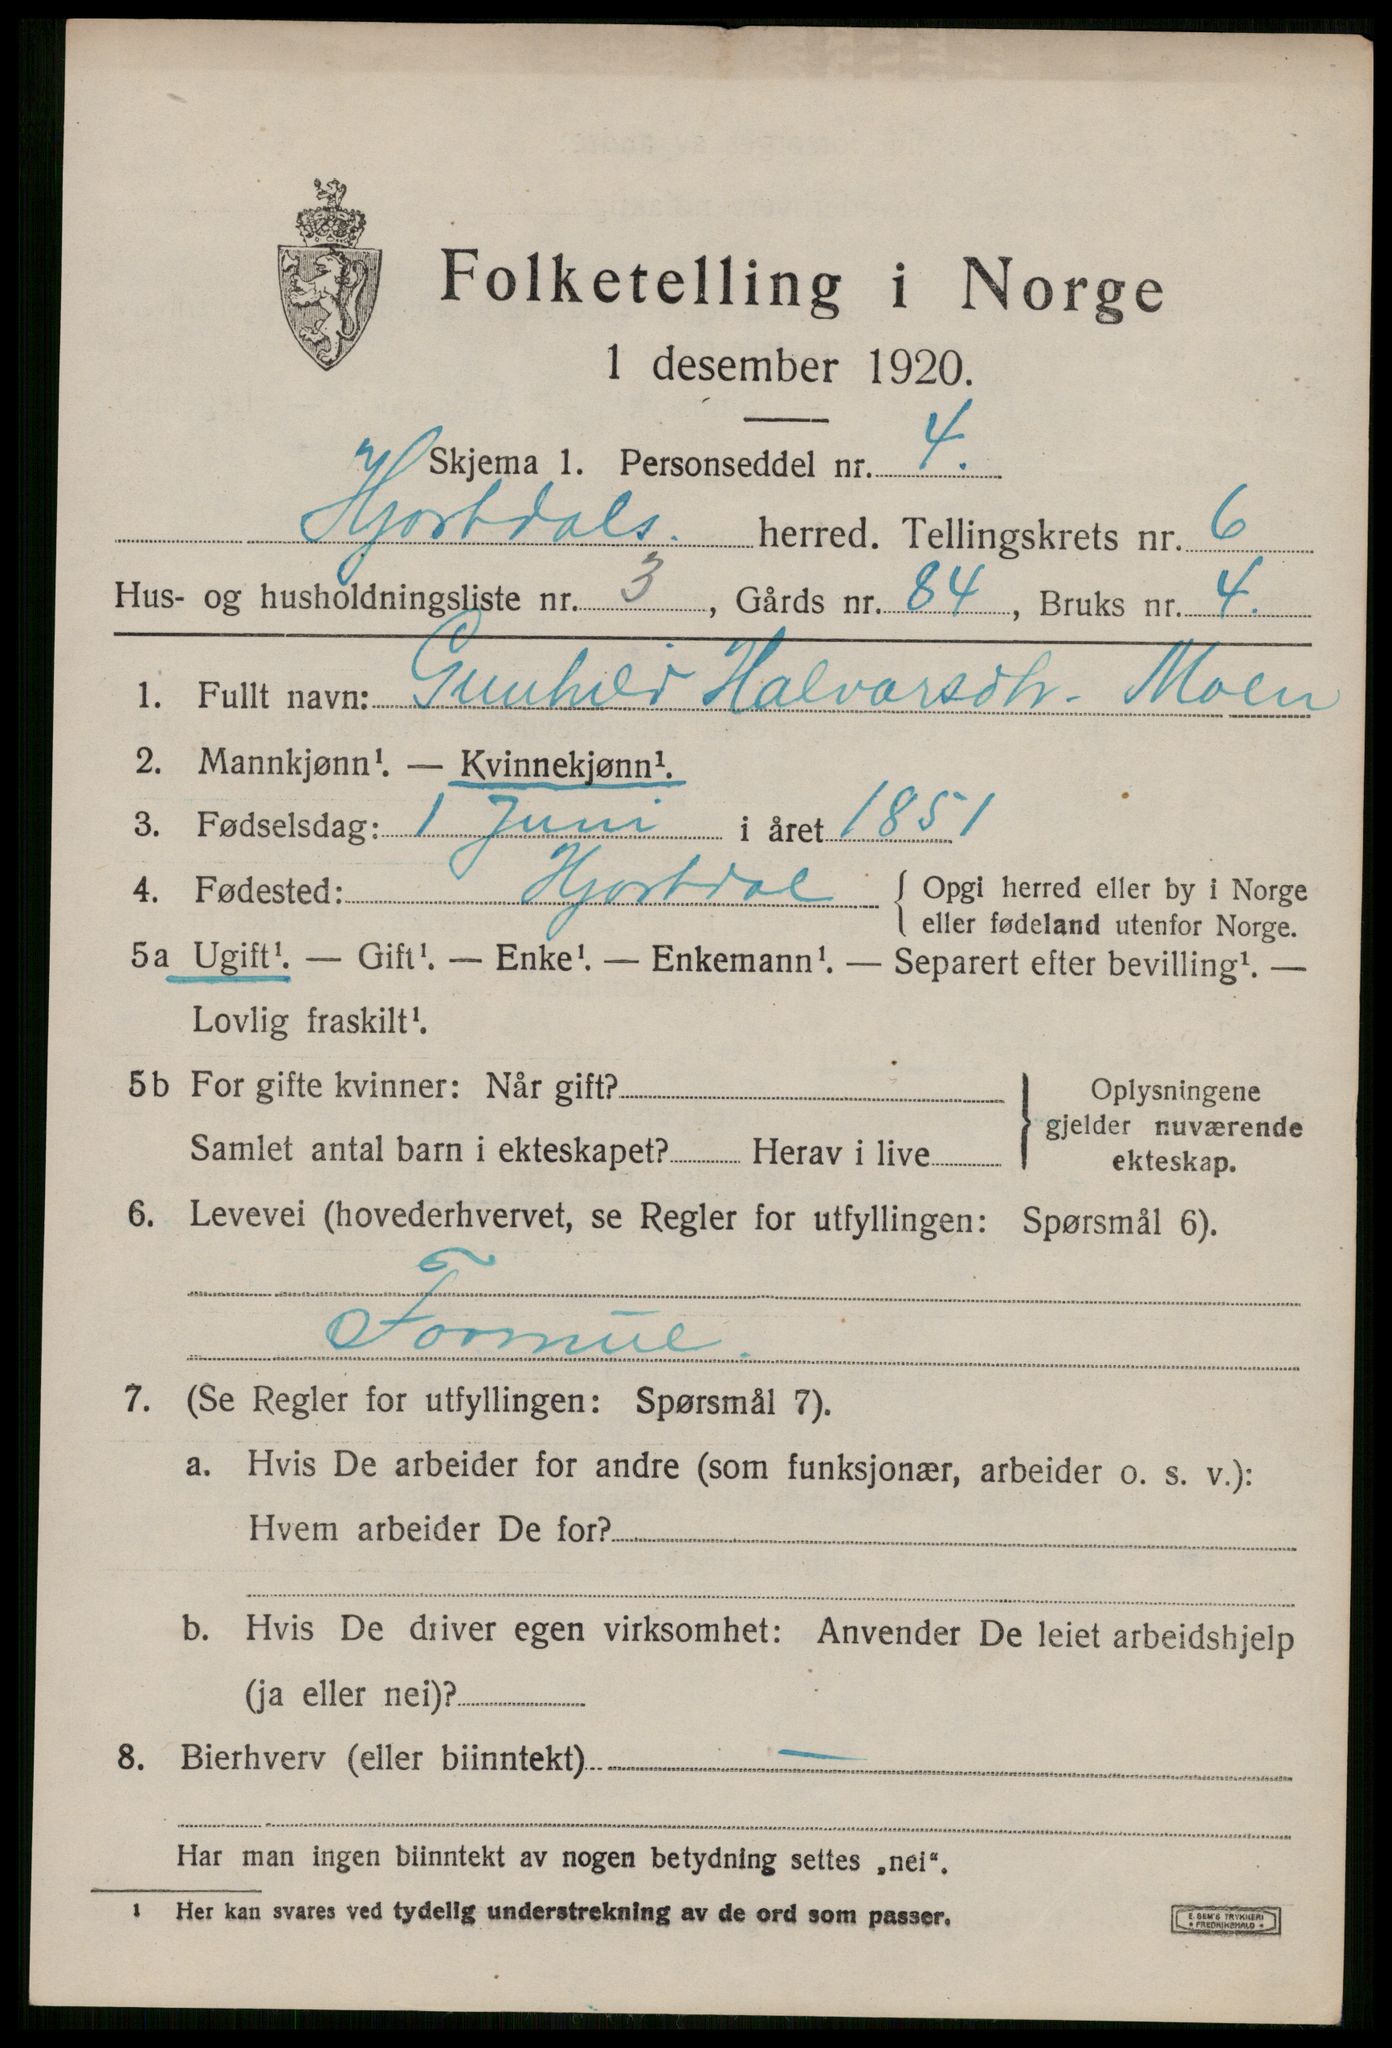 Folketelling i Norge
1 desember 1920.
Skjema 1. Personseddel nr. 4.
Hjortdals. herred. Tellingskrets nr. 6
Hus- og husholdningsliste nr. 3, Gårds nr. 84, Bruks nr. 4.
1. Fullt navn: Gunhild Halvorsdtr. Moen
2. Mannkjønn¹. — Kvinnekjønn¹.
3. Fødselsdag: 1 Juni i året 1851
4. Fødested: Hjortdal { Opgi herred eller by i Norge
eller fødeland utenfor Norge.
5a Ugift¹. — Gift¹. — Enke¹. — Enkemann¹. — Separert efter bevilling¹. —
Lovlig fraskilt¹.
5b For gifte kvinner: Når gift?
Samlet antal barn i ekteskapet? Herav i live
Oplysningene
gjelder nuværende
ekteskap.
6. Levevei (hovederhvervet, se Regler for utfyllingen: Spørsmål 6).
Formue.
7. (Se Regler for utfyllingen: Spørsmål 7).
a. Hvis De arbeider for andre (som funksjonær, arbeider o. s. v.):
Hvem arbeider De for?
b. Hvis De driver egen virksomhet: Anvender De leiet arbeidshjelp
(ja eller nei)?
8. Bierhverv (eller biinntekt) —
Har man ingen biinntekt av nogen betydning settes „nei“.
1 Her kan svares ved tydelig understrekning av de ord som passer.
E. SEM'S TRYKKERI
• FREDRIKSHALD •